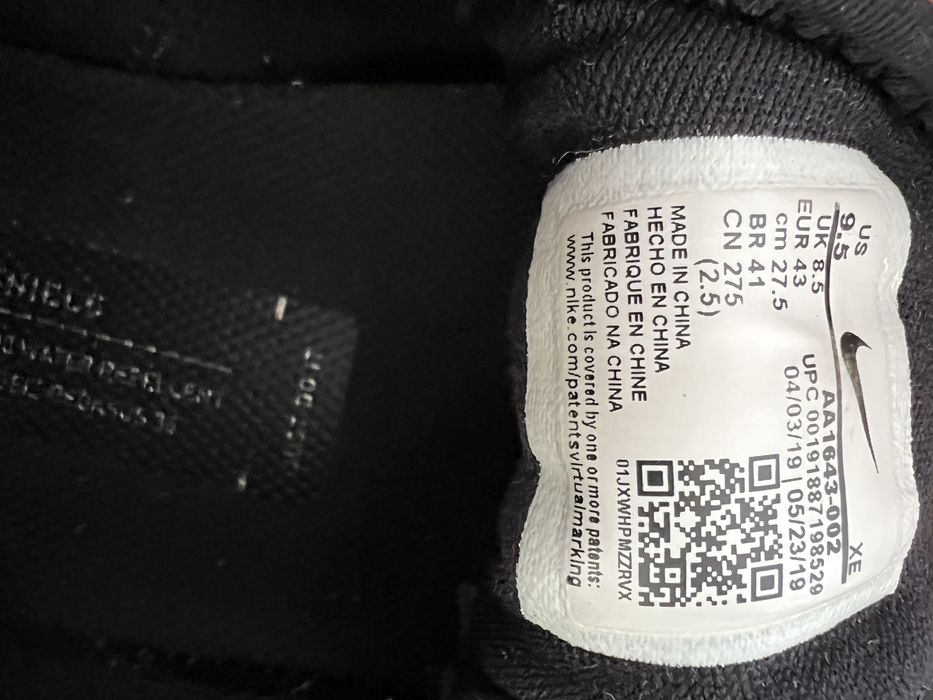 US
9.5
UK 8.5
EUR 43
cm 27.5
BR 41
CN 275
(2.5)
XE
AA1643-002
UPC 00191887198529
04/03/19 | 05/23/19
MADE IN CHINA
HECHO EN CHINA
FABRIQUE EN CHINE
FABRICADO NA CHINA
01JXWHPMZZRVX
This product is covered by one or more patents:
www.nike.com/patentsvirtualmarking